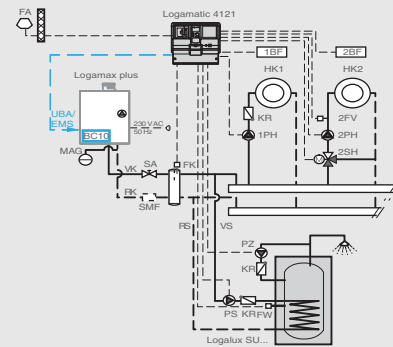 FA
Logamatic 4121
1BF
2BF
Logamax plus
HK1
HK2
UBA/
EMS
BC10
230 VAC
50 Hz
KR
2FV
1PH
2PH
MAG
SA
FK
2SH
M
VK
RK
SMF
RS
VS
PZ
KR
PS
KR
FW
Logalux SU...